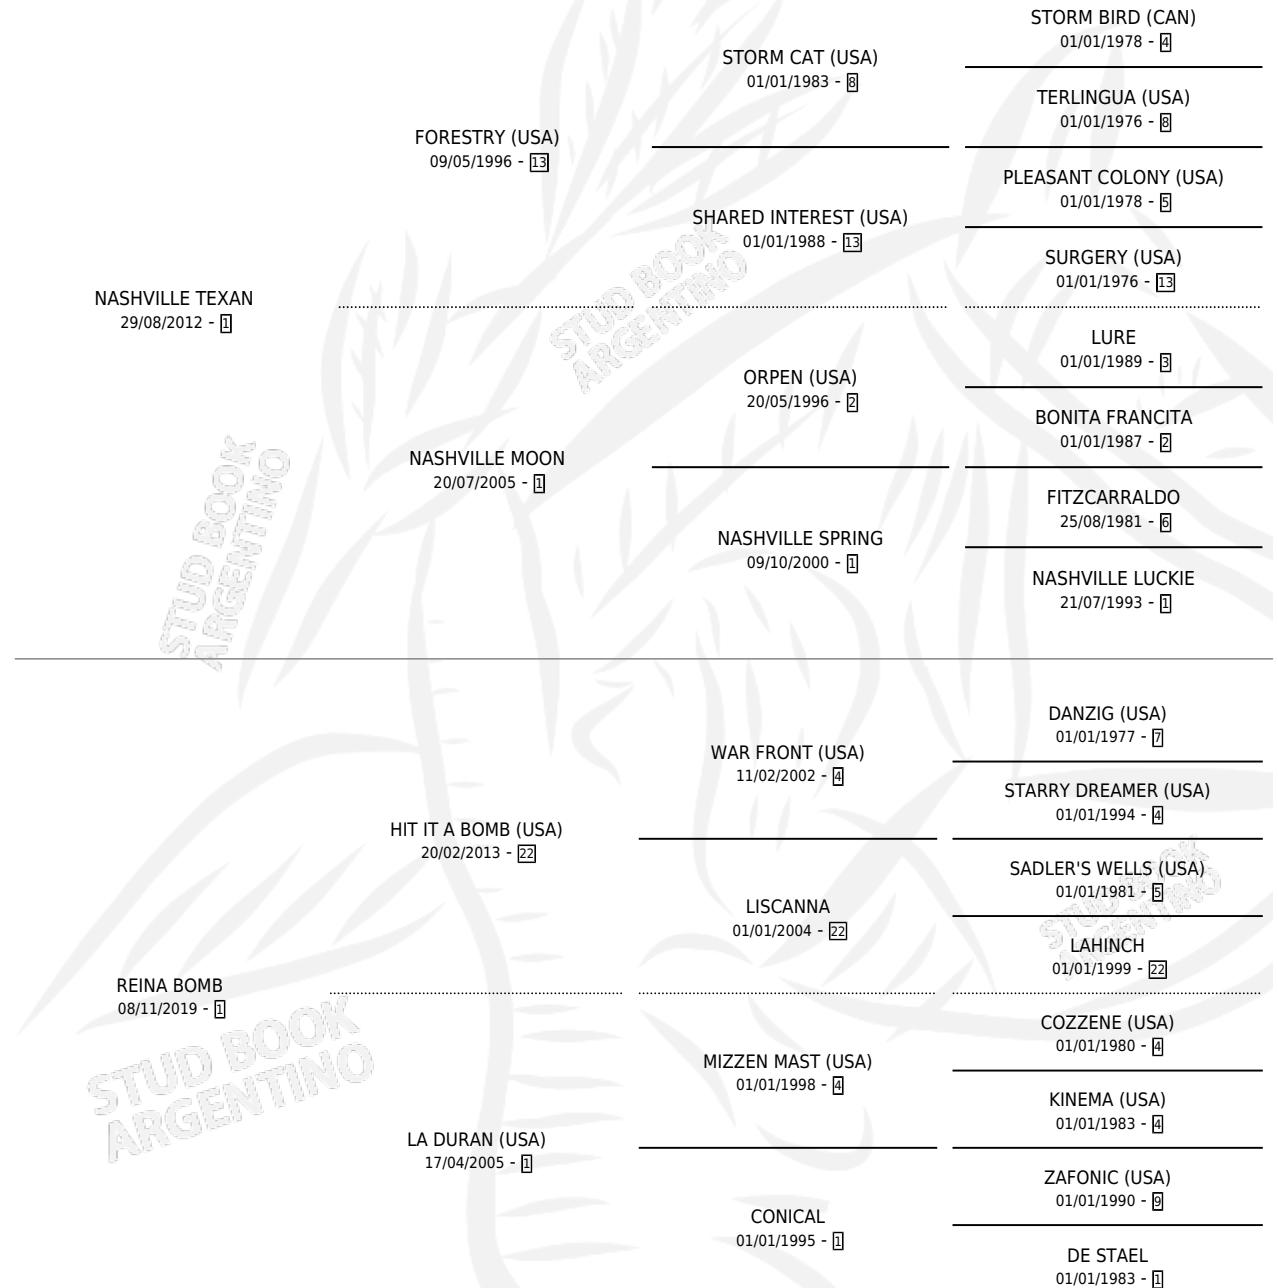 STORM BIRD (CAN)
01/01/1978 - 4
STORM CAT (USA)
01/01/1983 - 8
TERLINGUA (USA)
01/01/1976 - 8
FORESTRY (USA)
09/05/1996 - 13
PLEASANT COLONY (USA)
01/01/1978 - 5
SHARED INTEREST (USA)
01/01/1988 - 13
SURGERY (USA)
01/01/1976 - 13
NASHVILLE TEXAN
29/08/2012 - 1
STUD BOOK
ARGENTINO
LURE
01/01/1989 - 3
ORPEN (USA)
20/05/1996 - 2
BONITA FRANCITA
01/01/1987 - 2
NASHVILLE MOON
20/07/2005 - 1
FITZCARRALDO
25/08/1981 - 6
NASHVILLE SPRING
09/10/2000 - 1
NASHVILLE LUCKIE
21/07/1993 - 1
STUD BOOK
ARGENTINO
DANZIG (USA)
01/01/1977 - 7
WAR FRONT (USA)
11/02/2002 - 4
STARRY DREAMER (USA)
01/01/1994 - 4
HIT IT A BOMB (USA)
20/02/2013 - 22
SADLER'S WELLS (USA)
01/01/1981 - 5
LISCANNA
01/01/2004 - 22
LAHINCH
01/01/1999 - 22
STUD BOOK
ARGENTINO
REINA BOMB
08/11/2019 - 1
COZZENE (USA)
01/01/1980 - 4
MIZZEN MAST (USA)
01/01/1998 - 4
KINEMA (USA)
01/01/1983 - 4
STUD BOOK
ARGENTINO
LA DURAN (USA)
17/04/2005 - 1
ZAFONIC (USA)
01/01/1990 - 9
CONICAL
01/01/1995 - 1
DE STAEL
01/01/1983 - 1